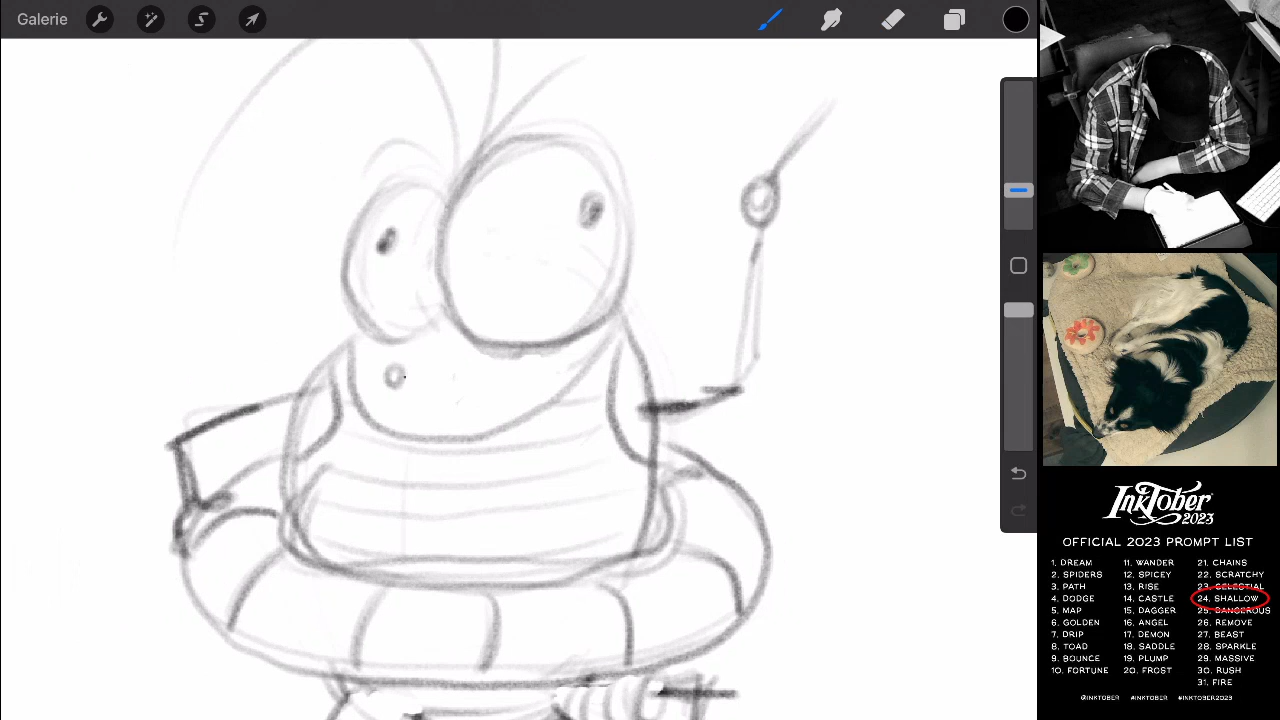 Galerie
INKTOBER
2023
OFFICIAL 2023 PROMPT LIST
1. DREAM
2. SPIDERS
3. PATH
4. DODGE
5. MAP
6. GOLDEN
7. DRIP
8. TOAD
9. BOUNCE
10. FORTUNE
11. WANDER
12. SPICEY
13. RISE
14. CASTLE
15. DAGGER
16. ANGEL
17. DEMON
18. SADDLE
19. PLUMP
20. FROST
21. CHAINS
22. SCRATCHY
23. CELESTIAL
24. SHALLOW
25. DANGEROUS
26. REMOVE
27. BEAST
28. SPARKLE
29. MASSIVE
30. RUSH
31. FIRE
@INKTOBER #INKTOBER #INKTOBER2023